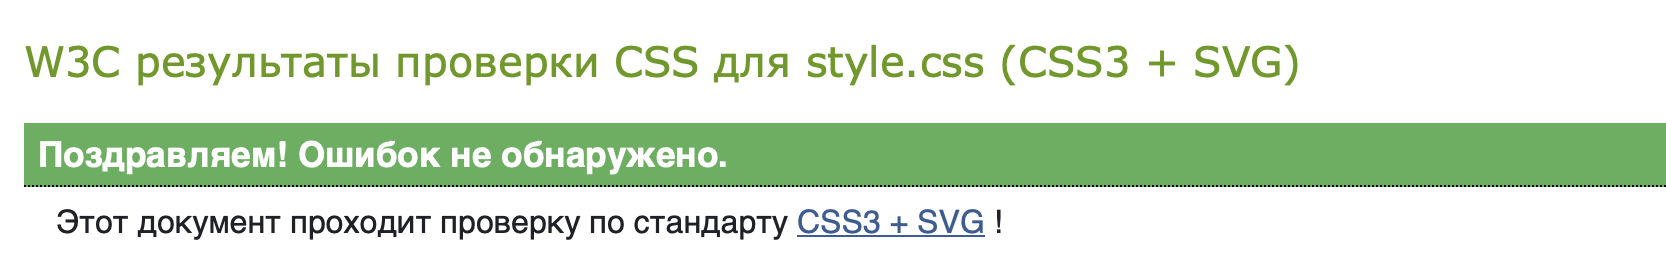 W3C результаты проверки CSS для style.css (CSS3 + SVG)
Поздравляем! Ошибок не обнаружено.
Этот документ проходит проверку по стандарту CSS3 + SVG !